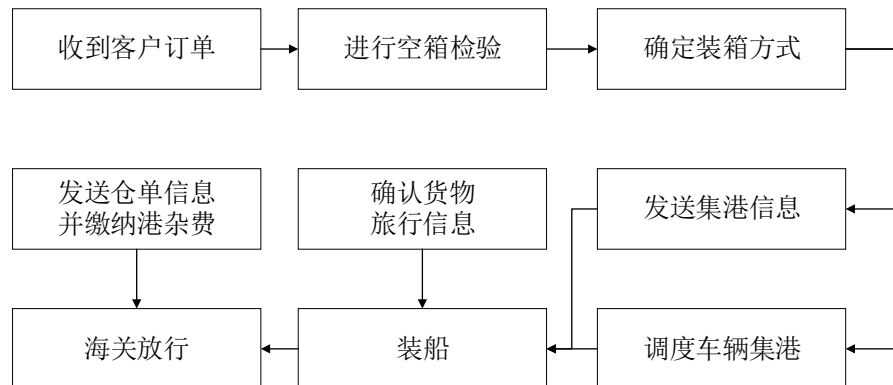 收到客户订单
进行空箱检验
确定装箱方式
发送仓单信息
并缴纳港杂费
确认货物
旅行信息
发送集港信息
海关放行
装船
调度车辆集港